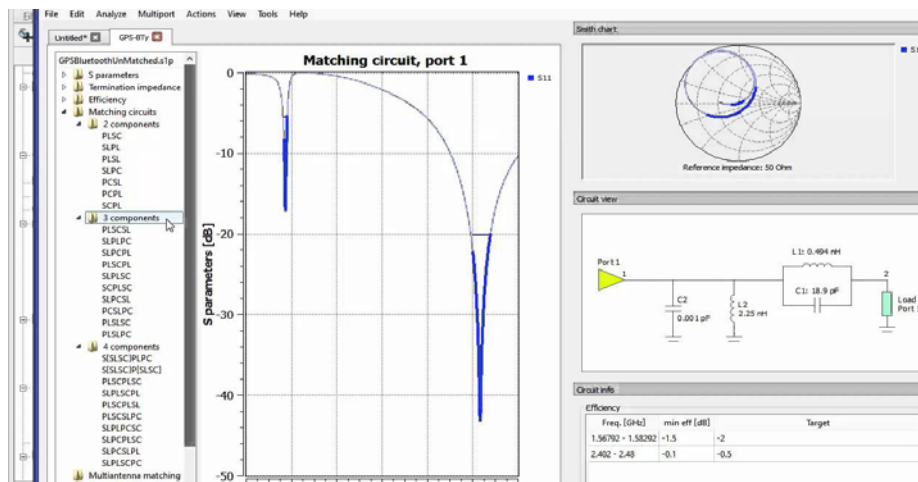 File Edit Analyze Multiport Actions View Tools Help
Untitled* GPS-BTy
GPSBluetoothUnMatched.s1p
S parameters
Termination impedance
Efficiency
Matching circuits
2 components
PLSC
SLPL
PLSL
SLPC
PCSL
PCPL
SCPL
3 components
PLSCSL
SLPLPC
SLPCPL
PLSCPL
SLPLSC
SCPLSC
SLPCSL
PCSLPC
PLSLSC
PLSLPC
4 components
S[SLSC]PLPC
S[SLSC]P[SLSC]
PLSCPLSC
SLPLSCPL
PLSCPLSL
PLSCSLPC
SLPLPCSC
SLPCPLSC
SLPCSLPL
SLPLSCPC
Multiantenna matching
Matching circuit, port 1
S11
S parameters [dB]
0
-10
-20
-30
-40
-50
Smith chart
S1
Reference impedance: 50 Ohm
Circuit view
Port 1
1
C2
0.001 pF
L2
2.25 nH
L1: 0.494 nH
C1: 18.9 pF
2
Load
Port
Circuit info
Efficiency
Freq. [GHz] min eff [dB] Target
1.56792 - 1.58292 -1.5 -2
2.402 - 2.48 -0.1 -0.5